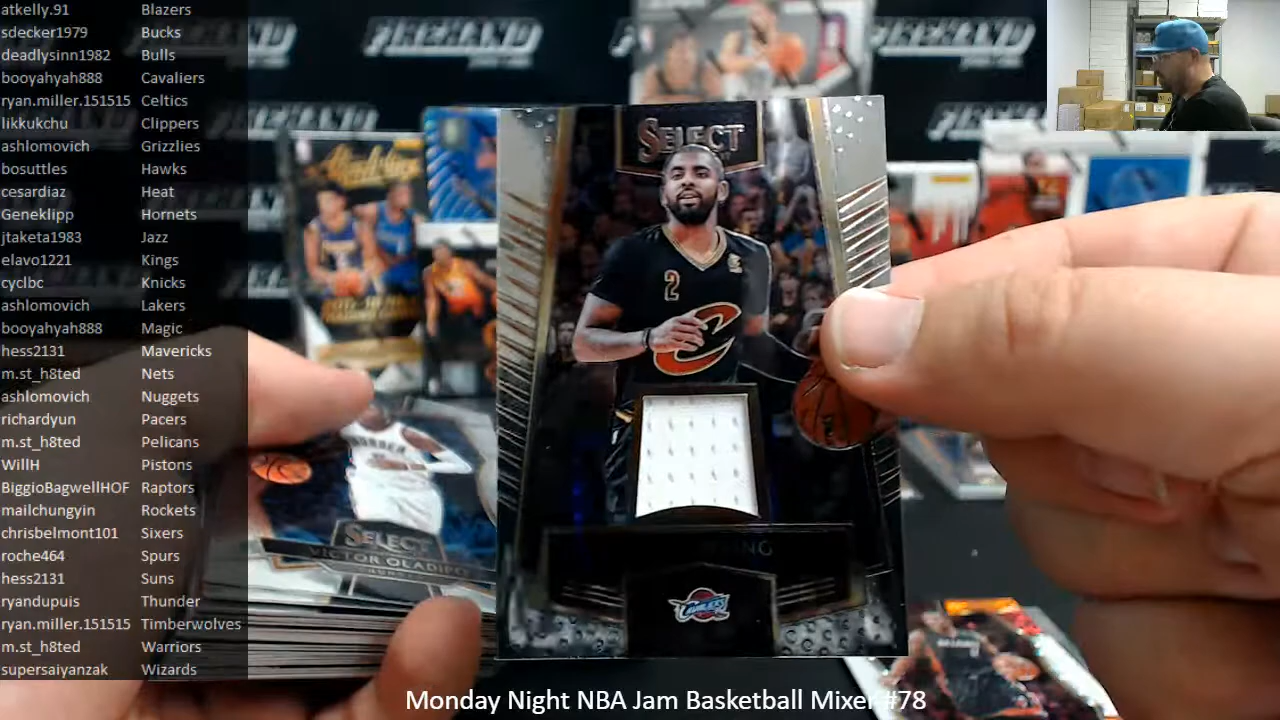 atkelly.91 Blazers
sdecker1979 Bucks
deadlysinn1982 Bulls
booyahyah888 Cavaliers
ryan.miller.151515 Celtics
likkukchu Clippers
ashlomovich Grizzlies
bosuttles Hawks
cesardiaz Heat
Geneklipp Hornets
jtaketa1983 Jazz
elavo1221 Kings
cyclbc Knicks
ashlomovich Lakers
booyahyah888 Magic
hess2131 Mavericks
m.st_h8ted Nets
ashlomovich Nuggets
richardyun Pacers
m.st_h8ted Pelicans
WillH Pistons
BiggioBagwellHOF Raptors
mailchungyin Rockets
chrisbelmont101 Sixers
roche464 Spurs
hess2131 Suns
ryandupuis Thunder
ryan.miller.151515 Timberwolves
m.st_h8ted Warriors
supersaiyanzak Wizards
FIREHAND
FIREHAND
SELECT
2
C
CAVALIERS
Absolute
SELECT
VICTOR OLADIPO
Monday Night NBA Jam Basketball Mixer #78